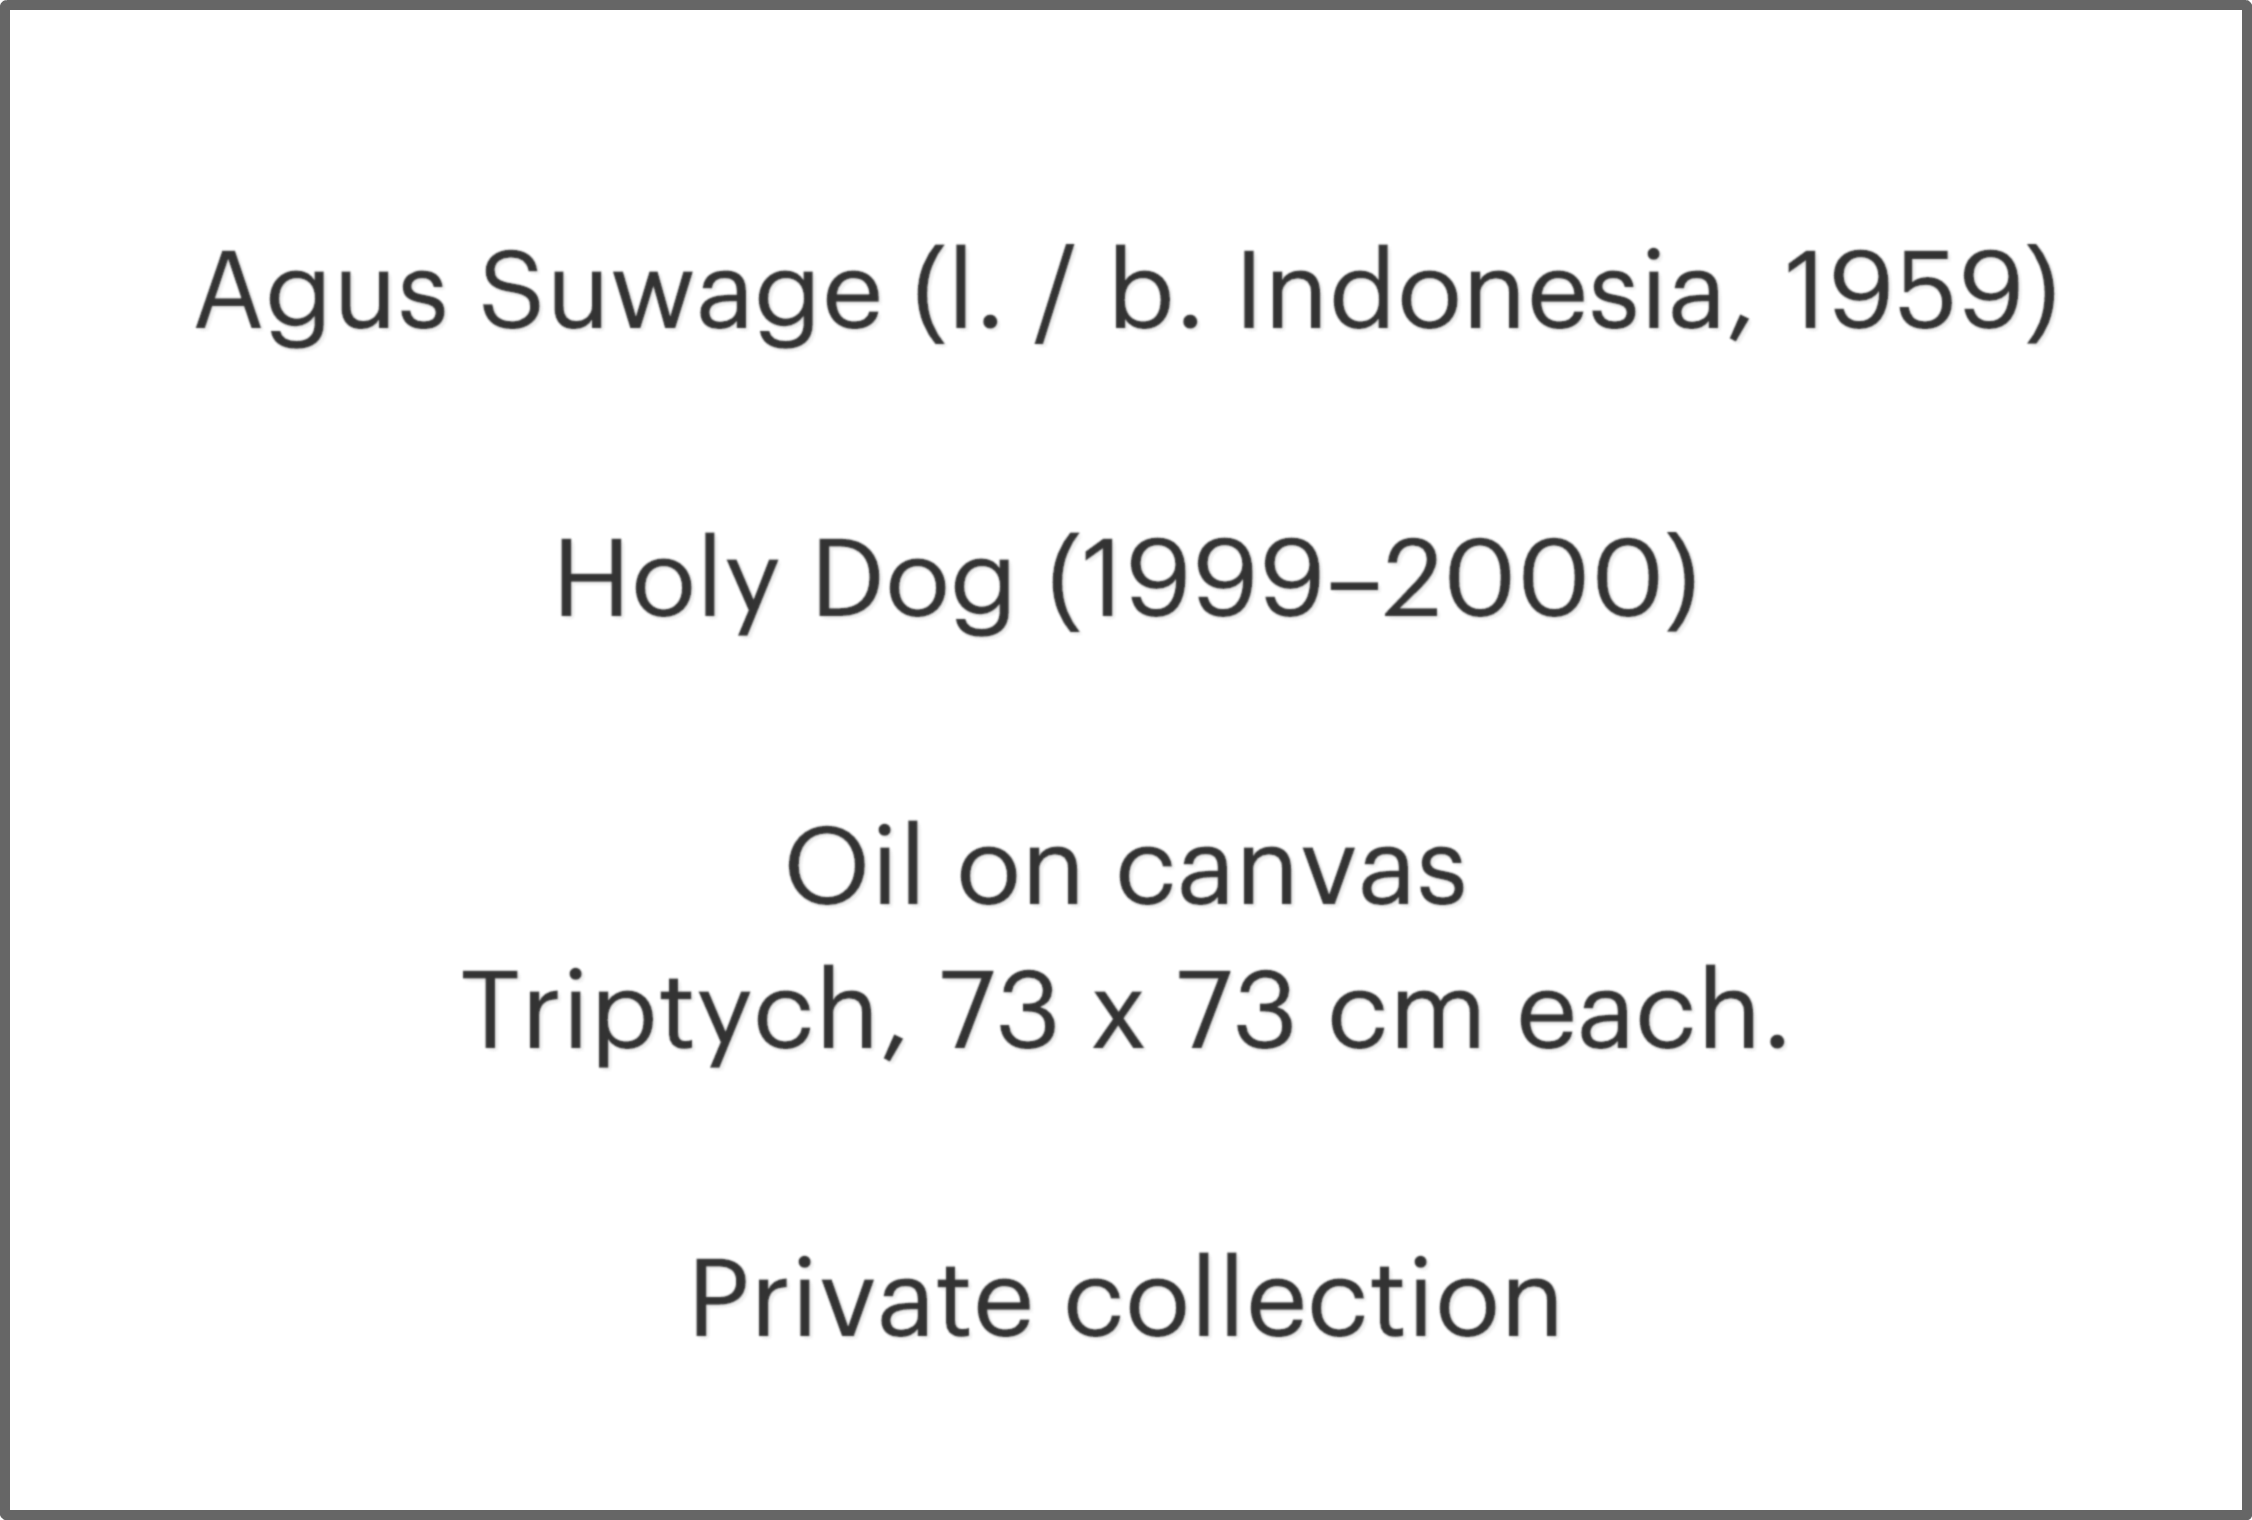 Agus Suwage (l. / b. Indonesia, 1959)
Holy Dog (1999–2000)
Oil on canvas
Triptych, 73 x 73 cm each.
Private collection